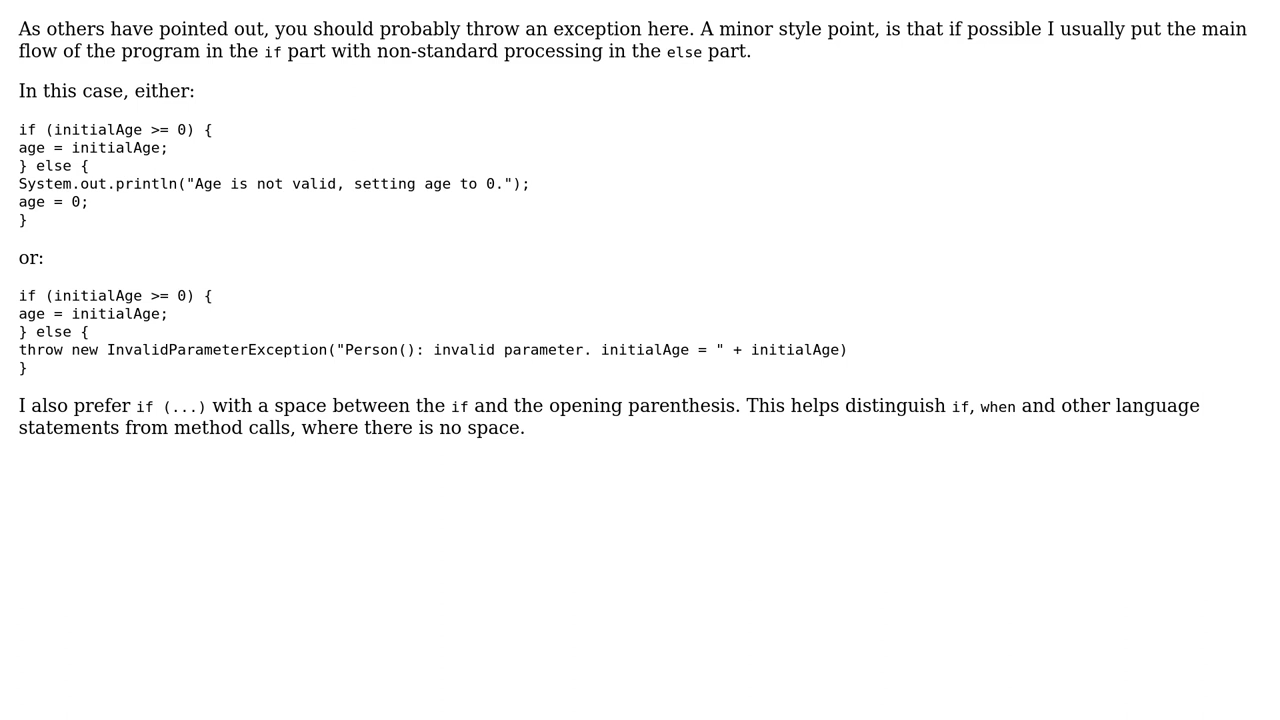 As others have pointed out, you should probably throw an exception here. A minor style point, is that if possible I usually put the main
flow of the program in the if part with non-standard processing in the else part.
In this case, either:
if (initialAge >= 0) {
age = initialAge;
} else {
System.out.println("Age is not valid, setting age to 0.");
age = 0;
}
or:
if (initialAge >= 0) {
age = initialAge;
} else {
throw new InvalidParameterException("Person(): invalid parameter. initialAge = " + initialAge)
}
I also prefer if (...) with a space between the if and the opening parenthesis. This helps distinguish if, when and other language
statements from method calls, where there is no space.